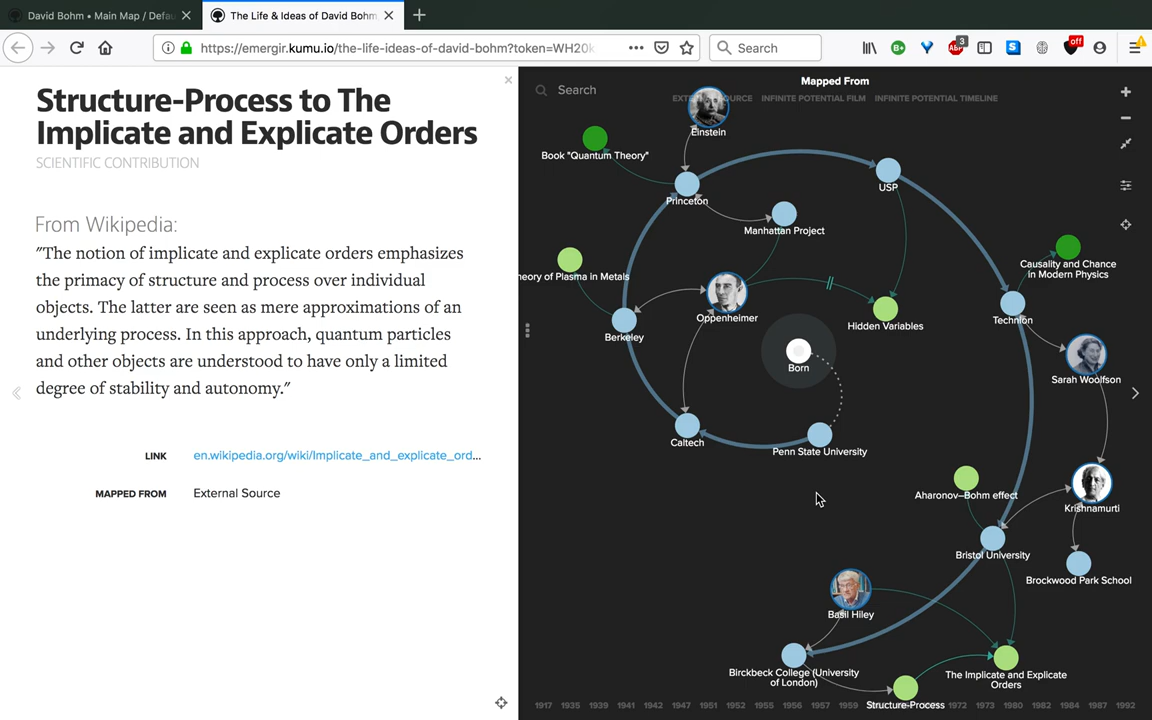 David Bohm • Main Map / Defau
The Life & Ideas of David Bohm
https://emergir.kumu.io/the-life-ideas-of-david-bohm?token=WH20k
Search
3
off
Structure-Process to The
Implicate and Explicate Orders
SCIENTIFIC CONTRIBUTION
From Wikipedia:
"The notion of implicate and explicate orders emphasizes
the primacy of structure and process over individual
objects. The latter are seen as mere approximations of an
underlying process. In this approach, quantum particles
and other objects are understood to have only a limited
degree of stability and autonomy."
LINK en.wikipedia.org/wiki/Implicate_and_explicate_ord...
MAPPED FROM External Source
Search
Mapped From
EXTERNAL SOURCE INFINITE POTENTIAL FILM INFINITE POTENTIAL TIMELINE
Einstein
Book "Quantum Theory"
Princeton
USP
Manhattan Project
Causality and Chance
in Modern Physics
heory of Plasma in Metals
Oppenheimer
Hidden Variables
Technion
Berkeley
Born
Sarah Woolfson
Caltech
Penn State University
Aharonov–Bohm effect
Krishnamurti
Bristol University
Brockwood Park School
Basil Hiley
Birckbeck College (University
of London)
The Implicate and Explicate
Orders
Structure-Process
1917 1935 1939 1941 1942 1947 1951 1952 1955 1956 1957 1959 1972 1973 1980 1982 1984 1987 1992